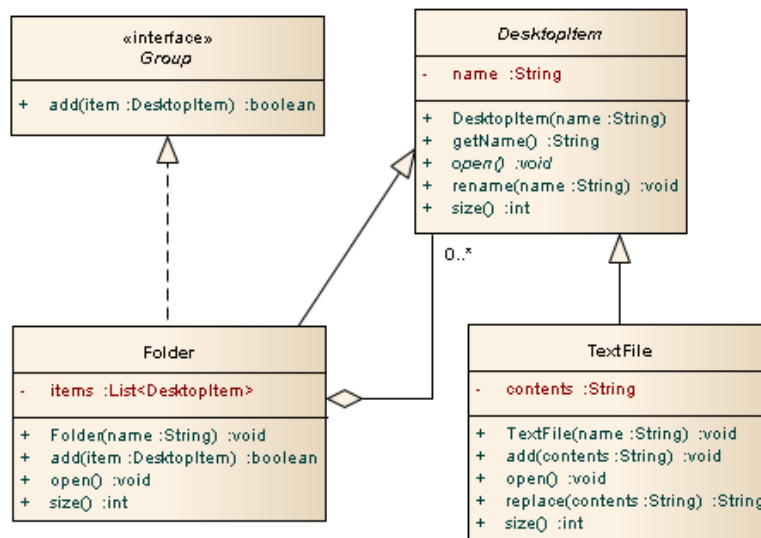 «interface»
Group
+ add(item :DesktopItem) :boolean
DesktopItem
- name :String
+ DesktopItem(name :String)
+ getName() :String
+ open() :void
+ rename(name :String) :void
+ size() :int
0..*
Folder
- items :List<DesktopItem>
+ Folder(name :String) :void
+ add(item :DesktopItem) :boolean
+ open() :void
+ size() :int
TextFile
- contents :String
+ TextFile(name :String) :void
+ add(contents :String) :void
+ open() :void
+ replace(contents :String) :String
+ size() :int